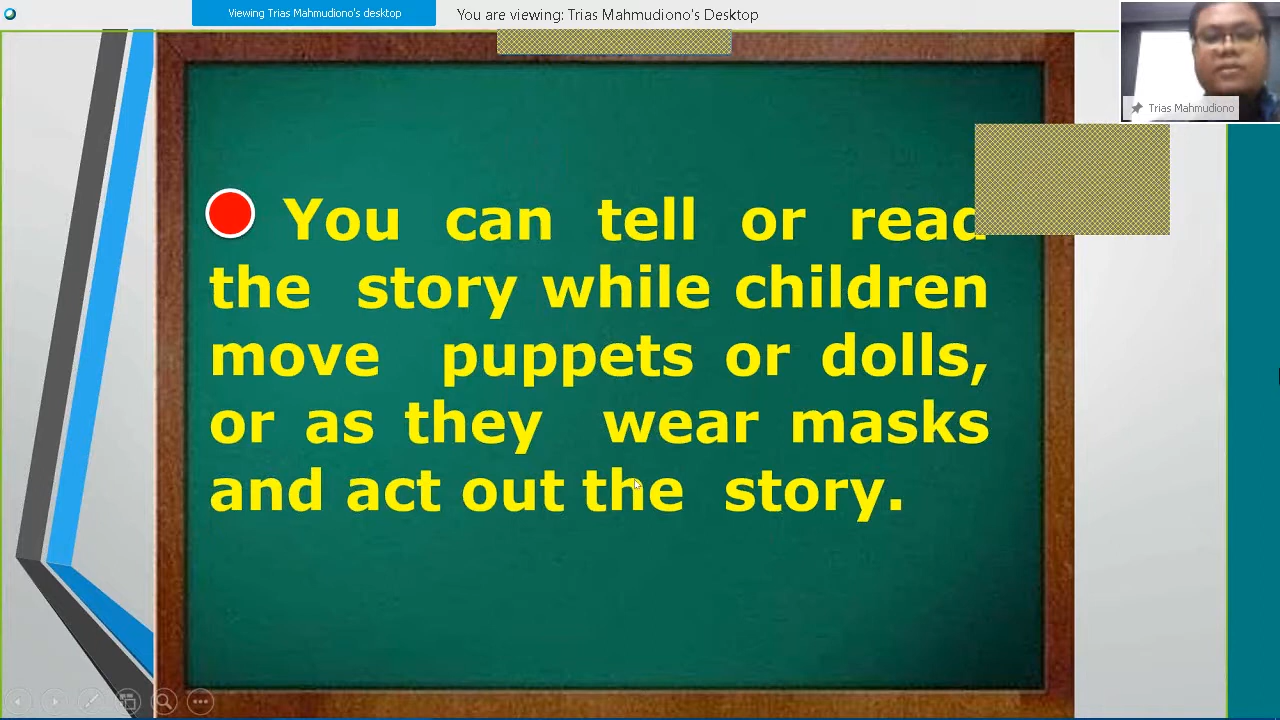 Viewing Trias Mahmudiono's desktop
You are viewing: Trias Mahmudiono's Desktop
Trias Mahmudiono
You can tell or read
the story while children
move puppets or dolls,
or as they wear masks
and act out the story.